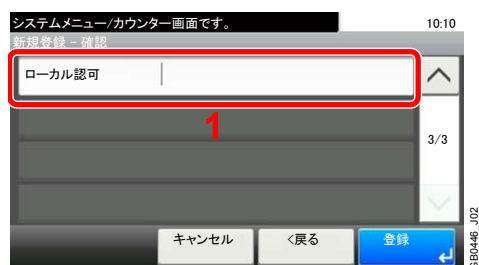 システムメニュー/カウンター画面です。
10:10
新規登録 - 確認
ローカル認可
1
3/3
キャンセル
<戻る
登録
GB0446_J02